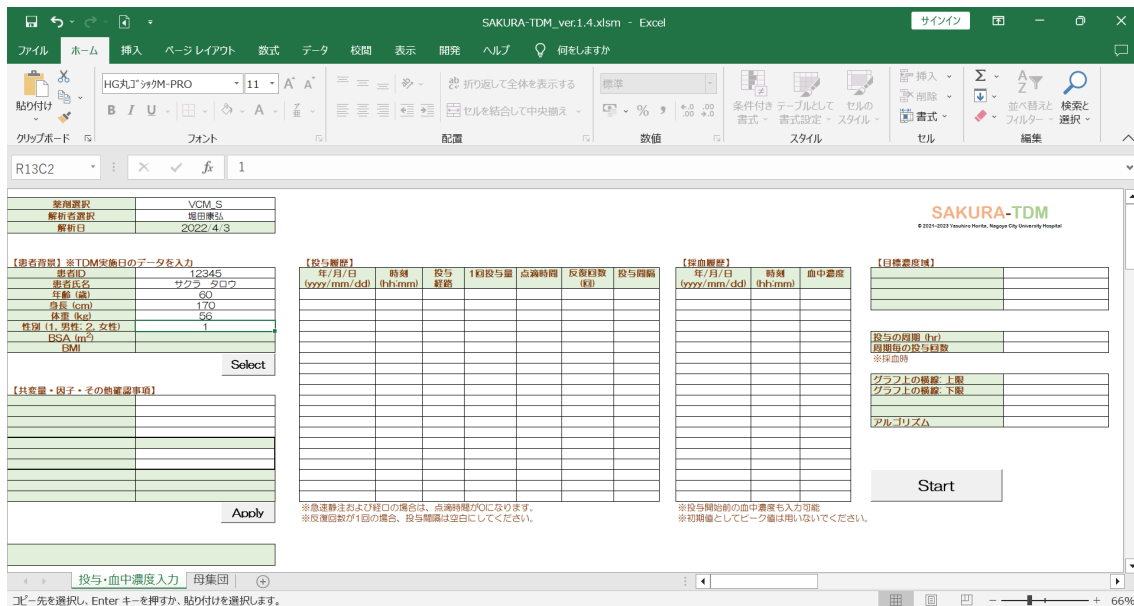 SAKURA-TDM_ver.1.4.xlsm - Excel
サインイン
ファイル ホーム 挿入 ページ レイアウト 数式 データ 校閲 表示 開発 ヘルプ 何をしますか
貼り付け
HG丸ｺﾞｼｯｸM-PRO 11
B I U
折り返して全体を表示する
セルを結合して中央揃え
標準
条件付き書式 テーブルとして書式設定 セルのスタイル
挿入
削除
書式
並べ替えとフィルター 検索と選択
クリップボード フォント 配置 数値 スタイル セル 編集
R13C2 fx 1
薬剤選択 VCM_S
解析者選択 堀田康弘
解析日 2022/4/3
SAKURA-TDM
© 2021-2023 Yasuhiro Horita, Nagoya City University Hospital
【患者背景】※TDM実施日のデータを入力
患者ID 12345
患者氏名 サクラ タロウ
年齢 (歳) 60
身長 (cm) 170
体重 (kg) 56
性別 (1, 男性; 2, 女性) 1
BSA (m²)
BMI
Select
【共変量・因子・その他確認事項】
Apply
【投与履歴】
年/月/日 (yyyy/mm/dd) 時刻 (hh:mm) 投与経路 1回投与量 点滴時間 反復回数 (回) 投与間隔
※急速静注および経口の場合は、点滴時間が0になります。
※反復回数が1回の場合、投与間隔は空白にしてください。
【採血履歴】
年/月/日 (yyyy/mm/dd) 時刻 (hh:mm) 血中濃度
※投与開始前の血中濃度も入力可能
※初期値としてピーク値は用いないでください。
【目標濃度域】
投与の周期 (hr)
周期毎の投与回数
※採血時
グラフ上の横線: 上限
グラフ上の横線: 下限
アルゴリズム
Start
投与・血中濃度入力 母集団
コピー先を選択し、Enter キーを押すか、貼り付けを選択します。
66%